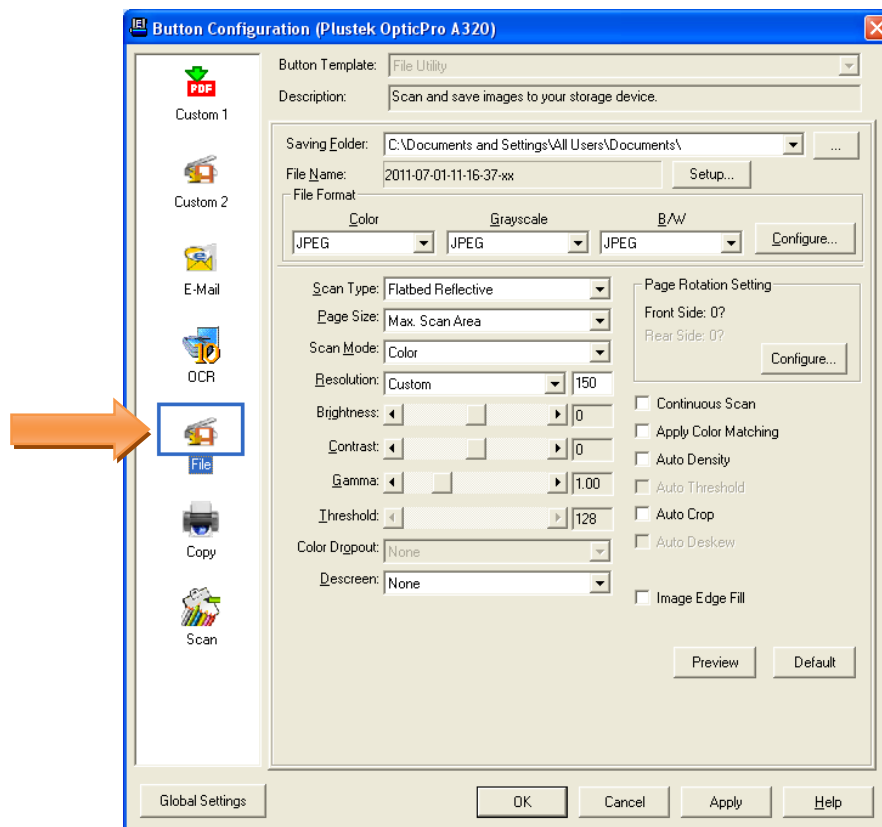 Button Configuration (Plustek OpticPro A320)
PDF
Custom 1
Custom 2
E-Mail
OCR
File
Copy
Scan
Button Template: File Utility
Description: Scan and save images to your storage device.
Saving Folder: C:\Documents and Settings\All Users\Documents\ ...
File Name: 2011-07-01-11-16-37-xx Setup...
File Format
Color Grayscale B/W
JPEG JPEG JPEG Configure...
Scan Type: Flatbed Reflective
Page Size: Max. Scan Area
Scan Mode: Color
Resolution: Custom 150
Brightness: 0
Contrast: 0
Gamma: 1.00
Threshold: 128
Color Dropout: None
Descreen: None
Page Rotation Setting
Front Side: 0?
Rear Side: 0?
Configure...
Continuous Scan
Apply Color Matching
Auto Density
Auto Threshold
Auto Crop
Auto Deskew
Image Edge Fill
Preview Default
Global Settings OK Cancel Apply Help